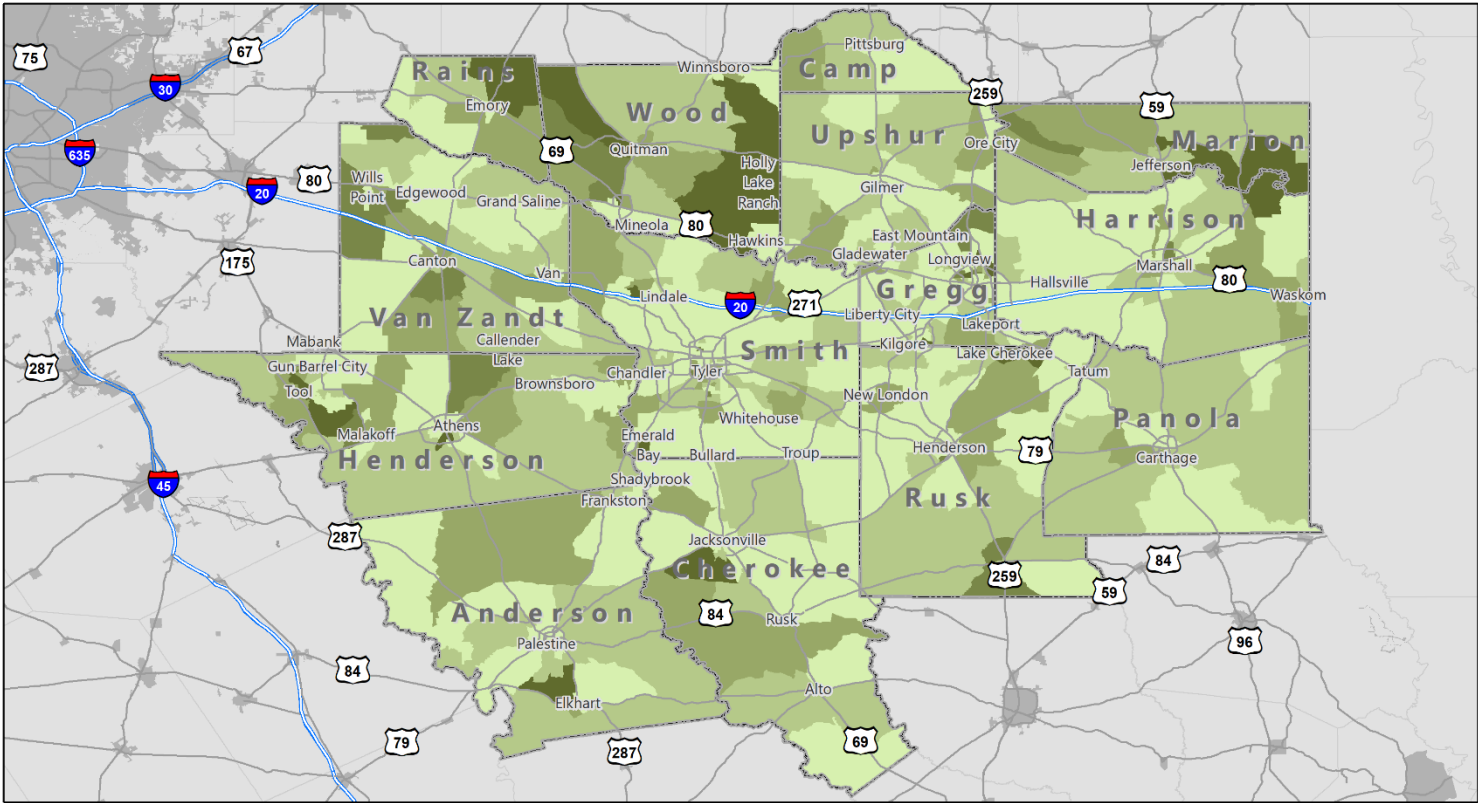 67
75
30
635
20
80
175
287
45
Pittsburg
Camp
Winnsboro
Rains
Emory
Wood
259
59
Marion
Upshur
69
Quitman
Ore City
Jefferson
Holly
Lake
Ranch
Wills
Point
Edgewood
Grand Saline
Gilmer
Mineola
80
Hawkins
East Mountain
Gladewater
Longview
Harrison
Marshall
80
Canton
Van
Lindale
20
271
Gregg
Hallsville
Waskom
Liberty City
Lakeport
Van Zandt
Mabank
Callender
Lake
Smith
Kilgore
Lake Cherokee
Gun Barrel City
Tool
Brownsboro
Chandler
Tyler
Tatum
New London
Whitehouse
Panola
Malakoff
Athens
Emerald
Bay
Bullard
Troup
Henderson
79
Carthage
Henderson
Shadybrook
Frankston
Rusk
287
Jacksonville
Cherokee
259
84
59
Anderson
84
Rusk
96
Palestine
84
Elkhart
Alto
79
287
69